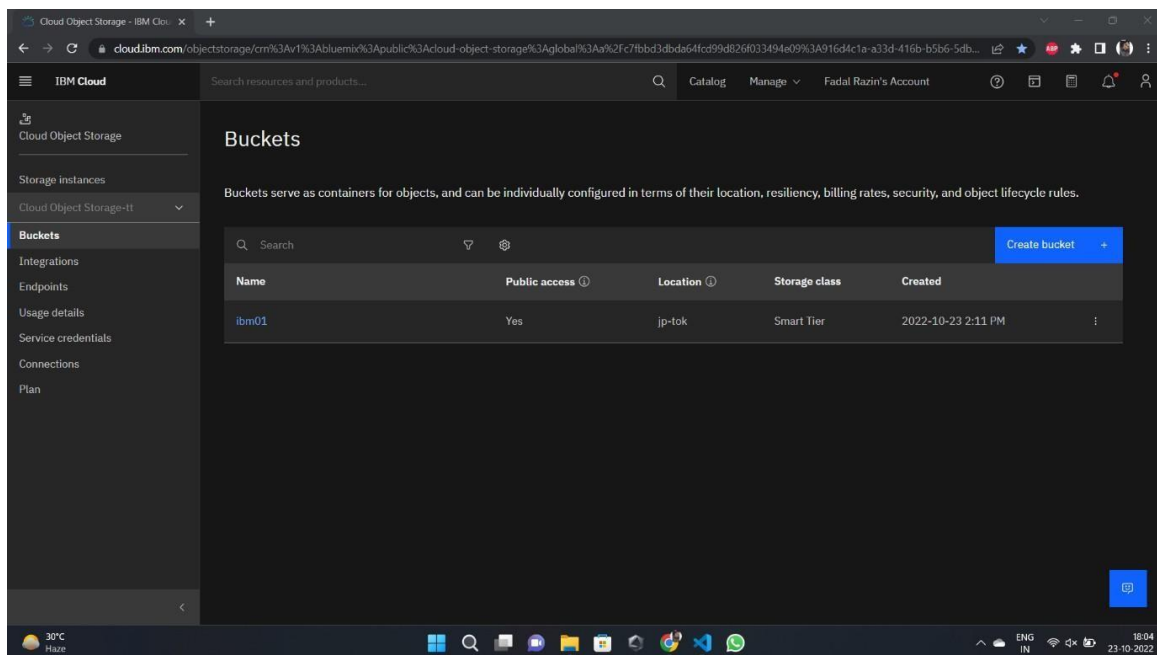 Cloud Object Storage - IBM Clou
cloud.ibm.com/objectstorage/crn%3Av1%3Abluemix%3Apublic%3Acloud-object-storage%3Aglobal%3Aa%2Fc7fbbd3dbda64fcd99d826f033494e09%3A916d4c1a-a33d-416b-b5b6-5db...
ABP
IBM Cloud
Search resources and products...
Catalog
Manage
Fadal Razin's Account
Cloud Object Storage
Storage instances
Cloud Object Storage-tt
Buckets
Integrations
Endpoints
Usage details
Service credentials
Connections
Plan
Buckets
Buckets serve as containers for objects, and can be individually configured in terms of their location, resiliency, billing rates, security, and object lifecycle rules.
Search
Create bucket +
Name Public access Location Storage class Created
ibm01 Yes jp-tok Smart Tier 2022-10-23 2:11 PM
30°C
Haze
ENG
IN
18:04
23-10-2022